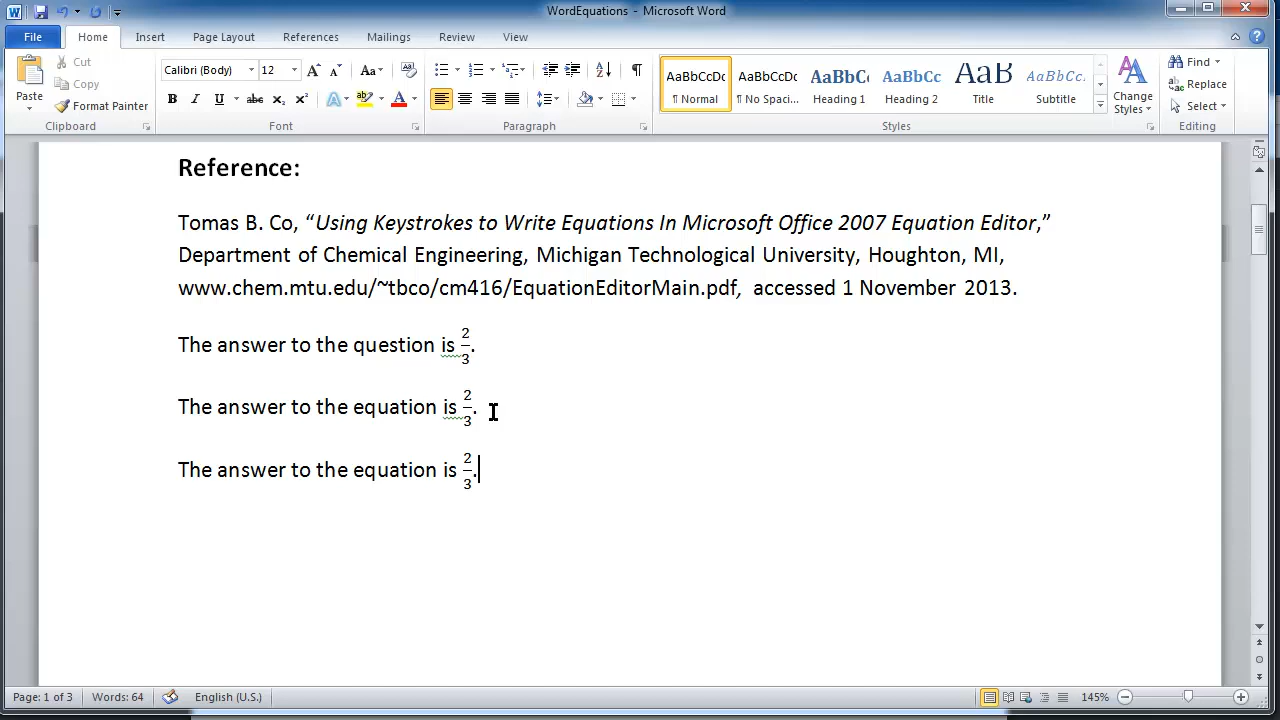 WordEquations - Microsoft Word
File Home Insert Page Layout References Mailings Review View
Paste
Cut
Copy
Format Painter
Clipboard
Calibri (Body) 12
Font
Paragraph
AaBbCcDc AaBbCcDc AaBbC AaBbCc AaB AaBbCc.
¶ Normal ¶ No Spaci... Heading 1 Heading 2 Title Subtitle
Styles
Change Styles
Find
Replace
Select
Editing
Reference:
Tomas B. Co, “Using Keystrokes to Write Equations In Microsoft Office 2007 Equation Editor,”
Department of Chemical Engineering, Michigan Technological University, Houghton, MI,
www.chem.mtu.edu/~tbco/cm416/EquationEditorMain.pdf, accessed 1 November 2013.
The answer to the question is 2/3.
The answer to the equation is 2/3.
The answer to the equation is 2/3.
Page: 1 of 3 Words: 64 English (U.S.) 145%